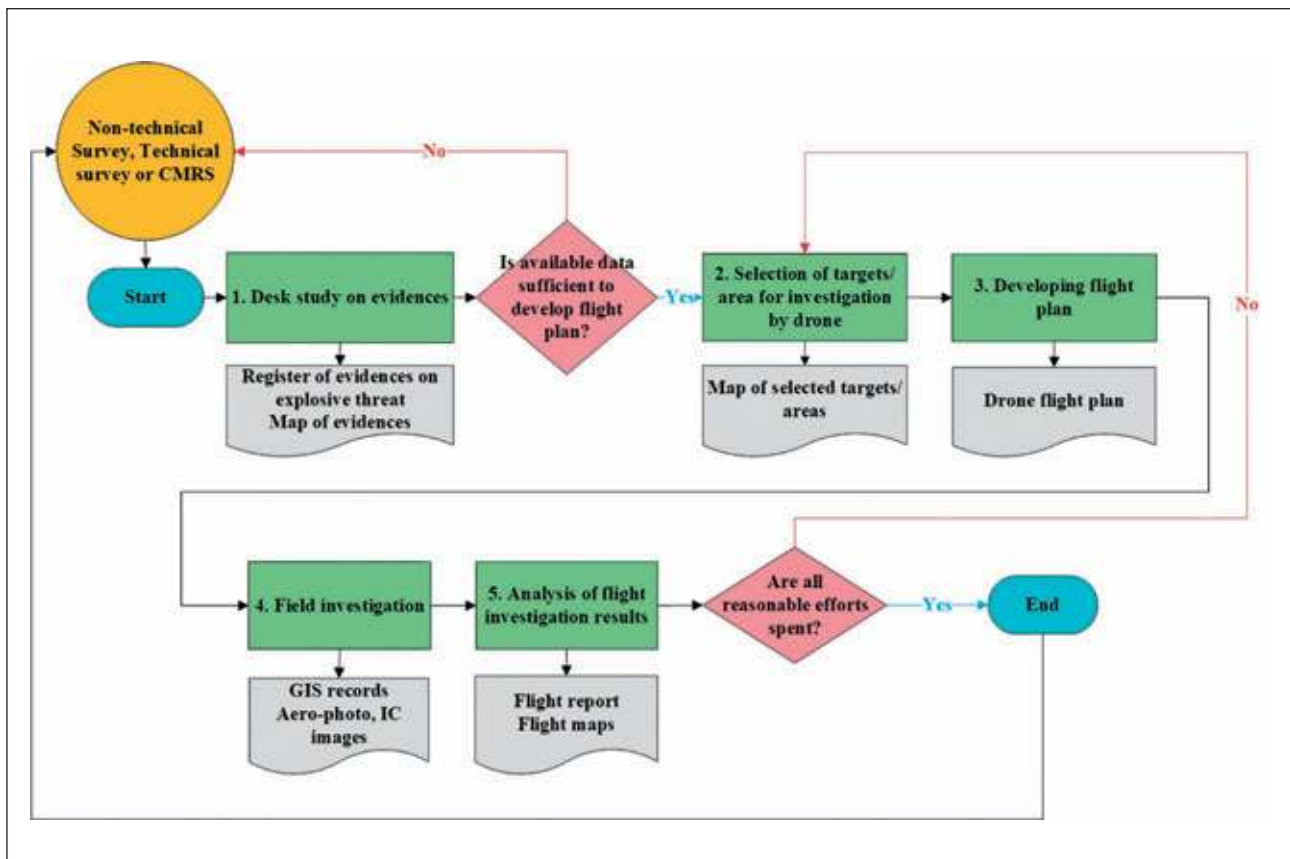 Non-technical
Survey, Technical
survey or CMRS
No
Start
1. Desk study on evidences
Is available data
sufficient to
develop flight
plan?
Yes
2. Selection of targets/
area for investigation
by drone
3. Developing flight
plan
No
Register of evidences on
explosive threat
Map of evidences
Map of selected targets/
areas
Drone flight plan
4. Field investigation
5. Analysis of flight
investigation results
Are all
reasonable efforts
spent?
Yes
End
GIS records
Aero-photo, IC
images
Flight report
Flight maps